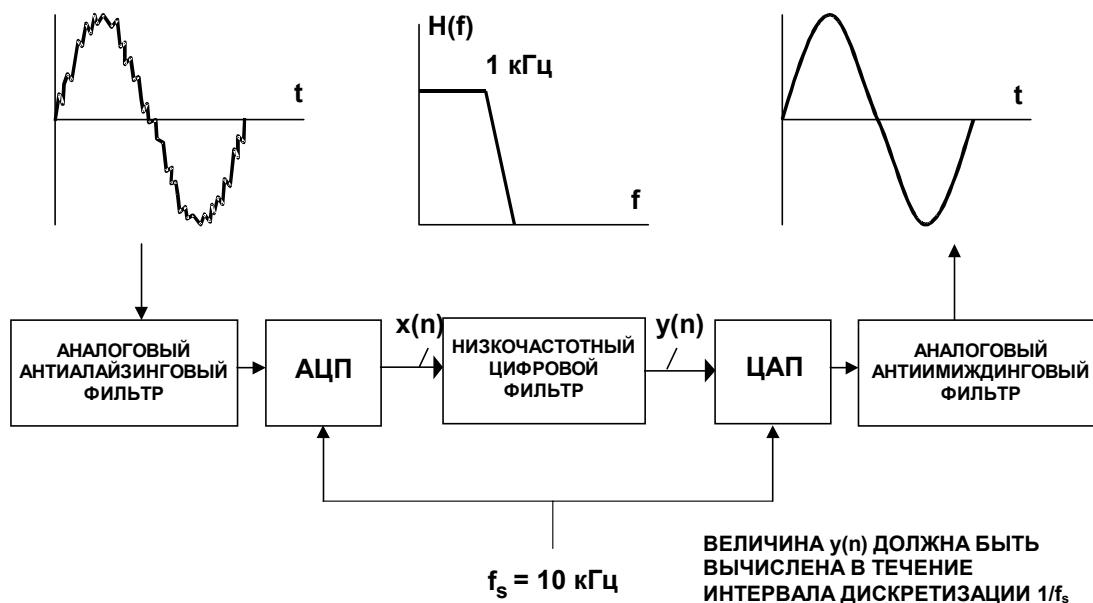 t
H(f)
1 кГц
f
t
АНАЛОГОВЫЙ
АНТИАЛАЙЗИНГОВЫЙ
ФИЛЬТР
АЦП
x(n)
НИЗКОЧАСТОТНЫЙ
ЦИФРОВОЙ
ФИЛЬТР
y(n)
ЦАП
АНАЛОГОВЫЙ
АНТИИМИДЖИНГОВЫЙ
ФИЛЬТР
fs = 10 кГц
ВЕЛИЧИНА y(n) ДОЛЖНА БЫТЬ
ВЫЧИСЛЕНА В ТЕЧЕНИЕ
ИНТЕРВАЛА ДИСКРЕТИЗАЦИИ 1/fs